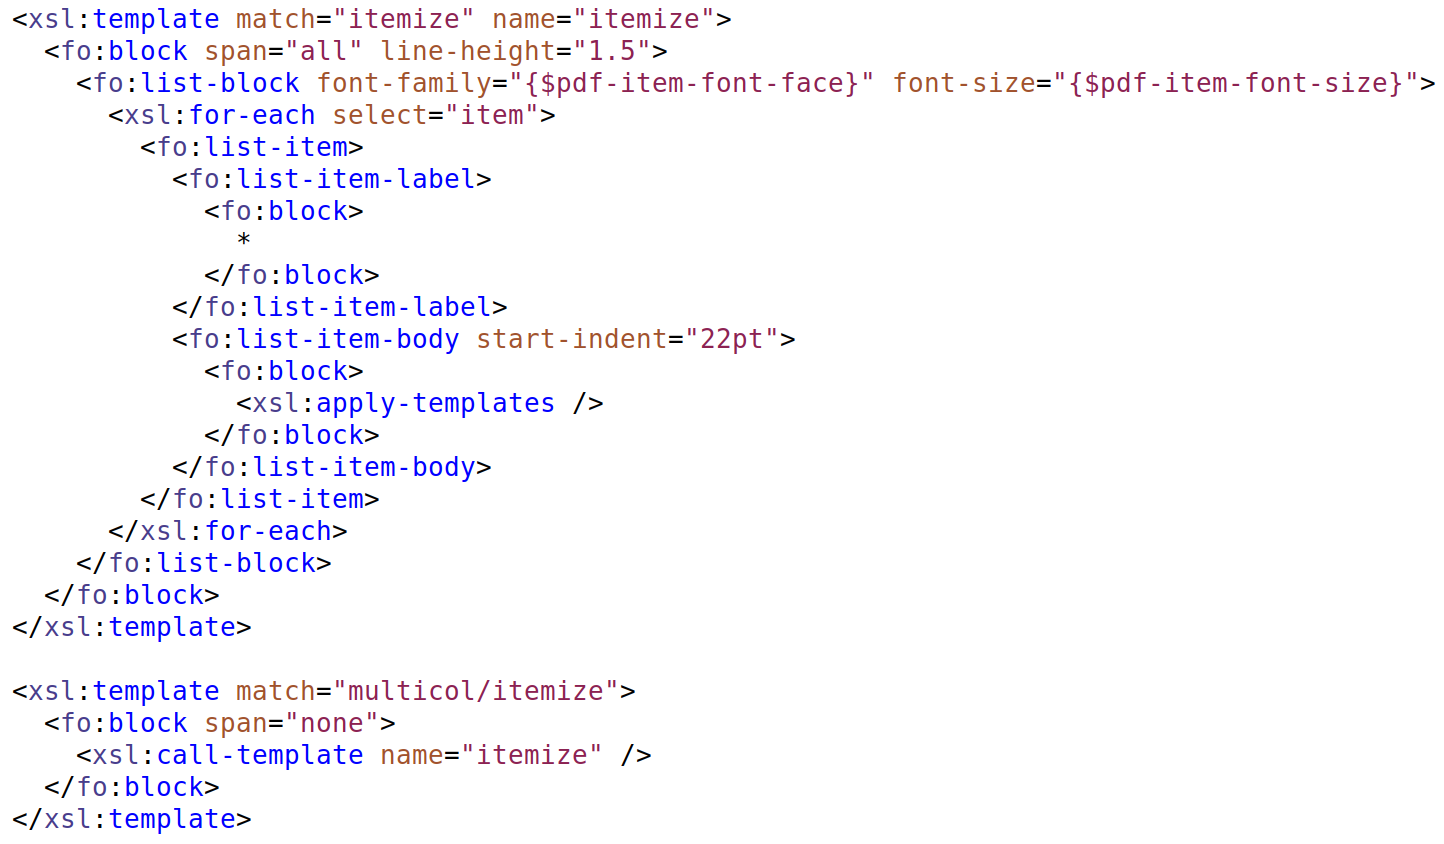 <xsl:template match="itemize" name="itemize">
  <fo:block span="all" line-height="1.5">
    <fo:list-block font-family="{$pdf-item-font-face}" font-size="{$pdf-item-font-size}">
      <xsl:for-each select="item">
        <fo:list-item>
          <fo:list-item-label>
            <fo:block>
              *
            </fo:block>
          </fo:list-item-label>
          <fo:list-item-body start-indent="22pt">
            <fo:block>
              <xsl:apply-templates />
            </fo:block>
          </fo:list-item-body>
        </fo:list-item>
      </xsl:for-each>
    </fo:list-block>
  </fo:block>
</xsl:template>

<xsl:template match="multicol/itemize">
  <fo:block span="none">
    <xsl:call-template name="itemize" />
  </fo:block>
</xsl:template>